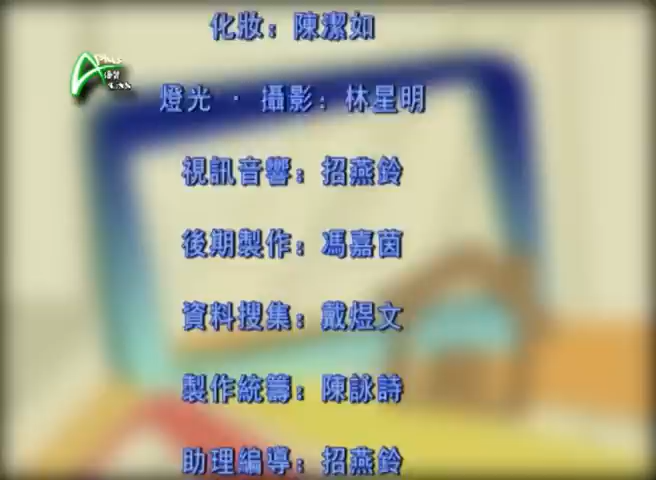 化妝：陳潔如
燈光 · 攝影：林星明
視訊音響：招燕鈴
後期製作：馮嘉茵
資料搜集：戴煜文
製作統籌：陳詠詩
助理編導：招燕鈴